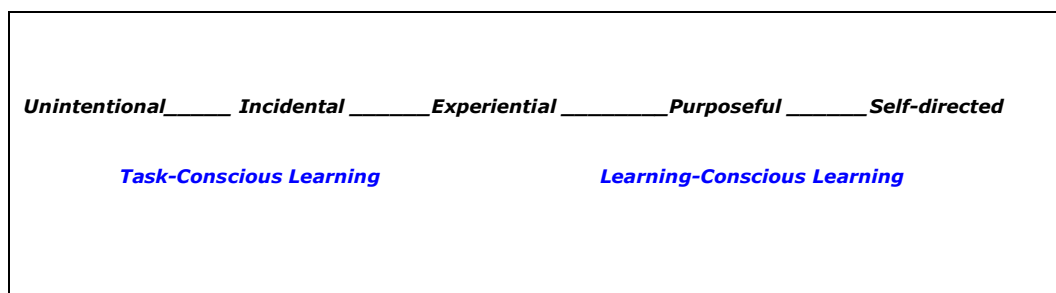 Unintentional_____ Incidental ______Experiential ________Purposeful ______Self-directed
Task-Conscious Learning Learning-Conscious Learning